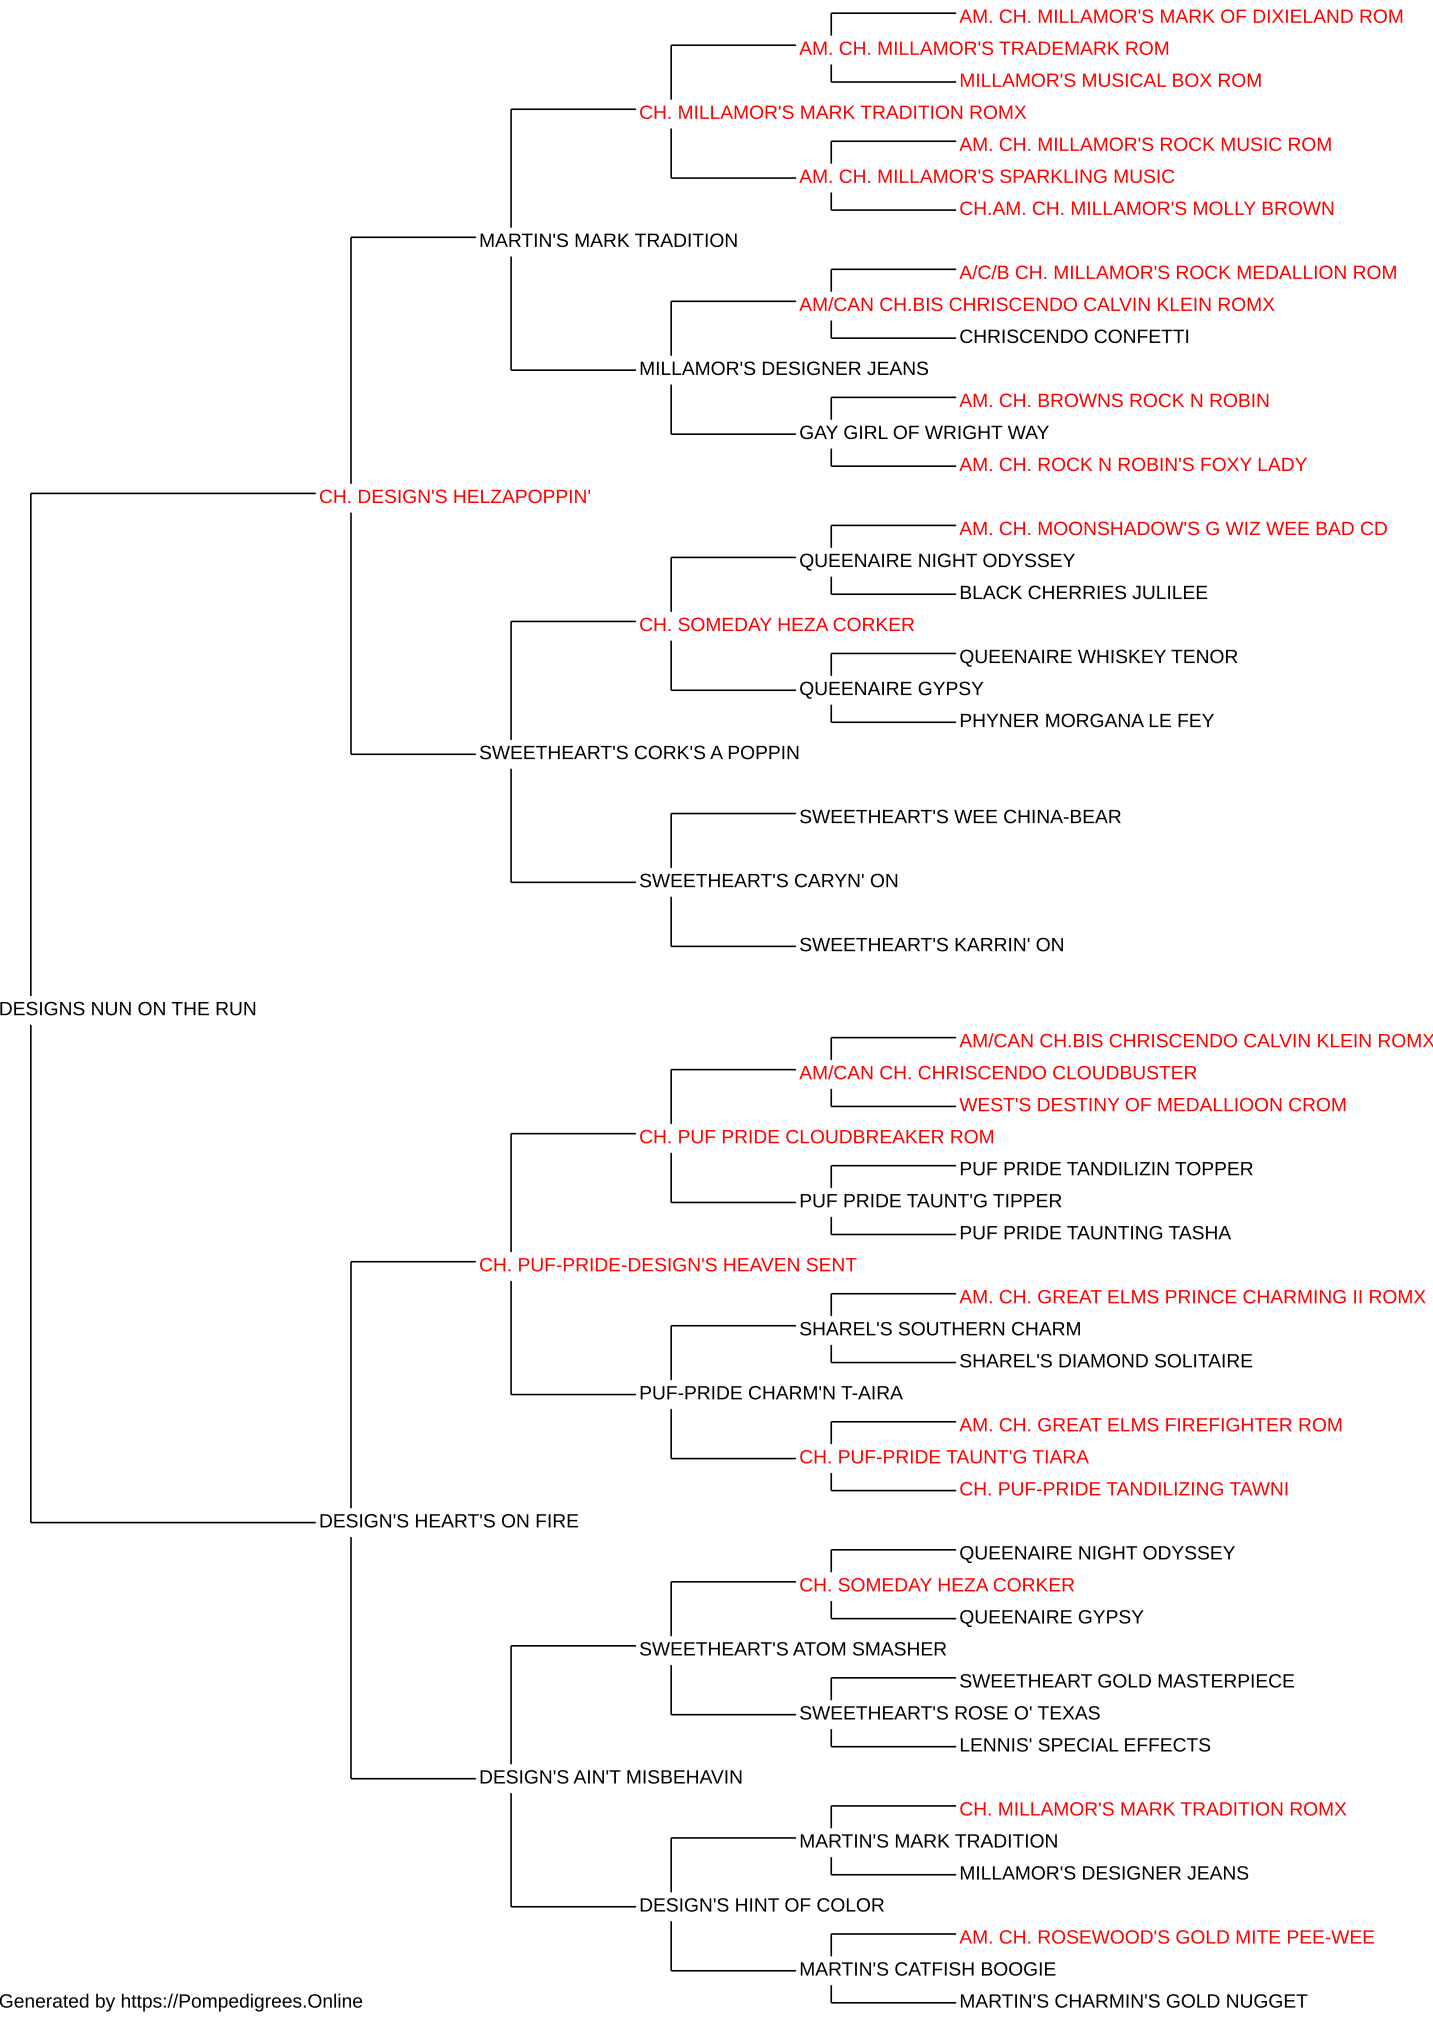 AM. CH. MILLAMOR'S MARK OF DIXIELAND ROM
AM. CH. MILLAMOR'S TRADEMARK ROM
MILLAMOR'S MUSICAL BOX ROM
CH. MILLAMOR'S MARK TRADITION ROMX
AM. CH. MILLAMOR'S ROCK MUSIC ROM
AM. CH. MILLAMOR'S SPARKLING MUSIC
CH.AM. CH. MILLAMOR'S MOLLY BROWN
MARTIN'S MARK TRADITION
A/C/B CH. MILLAMOR'S ROCK MEDALLION ROM
AM/CAN CH.BIS CHRISCENDO CALVIN KLEIN ROMX
CHRISCENDO CONFETTI
MILLAMOR'S DESIGNER JEANS
AM. CH. BROWNS ROCK N ROBIN
GAY GIRL OF WRIGHT WAY
AM. CH. ROCK N ROBIN'S FOXY LADY
CH. DESIGN'S HELZAPOPPIN'
AM. CH. MOONSHADOW'S G WIZ WEE BAD CD
QUEENAIRE NIGHT ODYSSEY
BLACK CHERRIES JULILEE
CH. SOMEDAY HEZA CORKER
QUEENAIRE WHISKEY TENOR
QUEENAIRE GYPSY
PHYNER MORGANA LE FEY
SWEETHEART'S CORK'S A POPPIN
SWEETHEART'S WEE CHINA-BEAR
SWEETHEART'S CARYN' ON
SWEETHEART'S KARRIN' ON
DESIGNS NUN ON THE RUN
AM/CAN CH.BIS CHRISCENDO CALVIN KLEIN ROMX
AM/CAN CH. CHRISCENDO CLOUDBUSTER
WEST'S DESTINY OF MEDALLIOON CROM
CH. PUF PRIDE CLOUDBREAKER ROM
PUF PRIDE TANDILIZIN TOPPER
PUF PRIDE TAUNT'G TIPPER
PUF PRIDE TAUNTING TASHA
CH. PUF-PRIDE-DESIGN'S HEAVEN SENT
AM. CH. GREAT ELMS PRINCE CHARMING II ROMX
SHAREL'S SOUTHERN CHARM
SHAREL'S DIAMOND SOLITAIRE
PUF-PRIDE CHARM'N T-AIRA
AM. CH. GREAT ELMS FIREFIGHTER ROM
CH. PUF-PRIDE TAUNT'G TIARA
CH. PUF-PRIDE TANDILIZING TAWNI
DESIGN'S HEART'S ON FIRE
QUEENAIRE NIGHT ODYSSEY
CH. SOMEDAY HEZA CORKER
QUEENAIRE GYPSY
SWEETHEART'S ATOM SMASHER
SWEETHEART GOLD MASTERPIECE
SWEETHEART'S ROSE O' TEXAS
LENNIS' SPECIAL EFFECTS
DESIGN'S AIN'T MISBEHAVIN
CH. MILLAMOR'S MARK TRADITION ROMX
MARTIN'S MARK TRADITION
MILLAMOR'S DESIGNER JEANS
DESIGN'S HINT OF COLOR
AM. CH. ROSEWOOD'S GOLD MITE PEE-WEE
MARTIN'S CATFISH BOOGIE
MARTIN'S CHARMIN'S GOLD NUGGET
Generated by https://Pompedigrees.Online